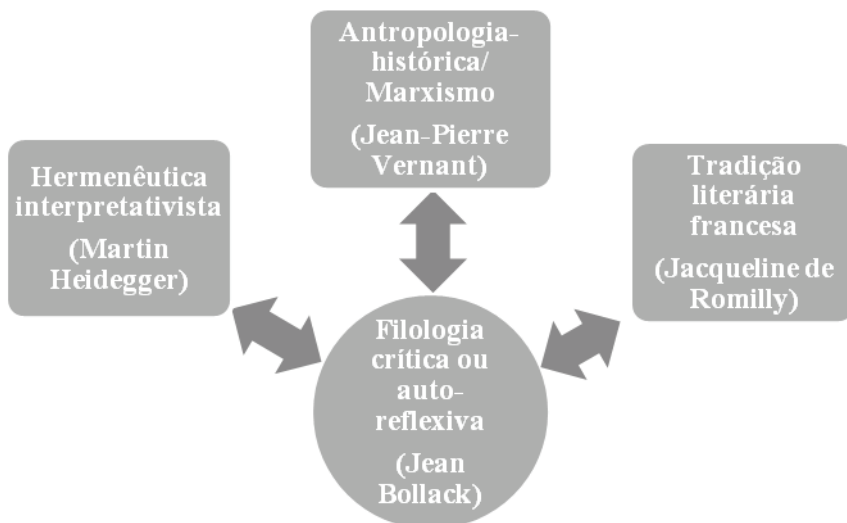 Antropologia-
histórica/
Marxismo
(Jean-Pierre
Vernant)
Hermenêutica
interpretativista
(Martin
Heidegger)
Tradição
literária
francesa
(Jacqueline de
Romilly)
Filologia
crítica ou
auto-
reflexiva
(Jean
Bollack)